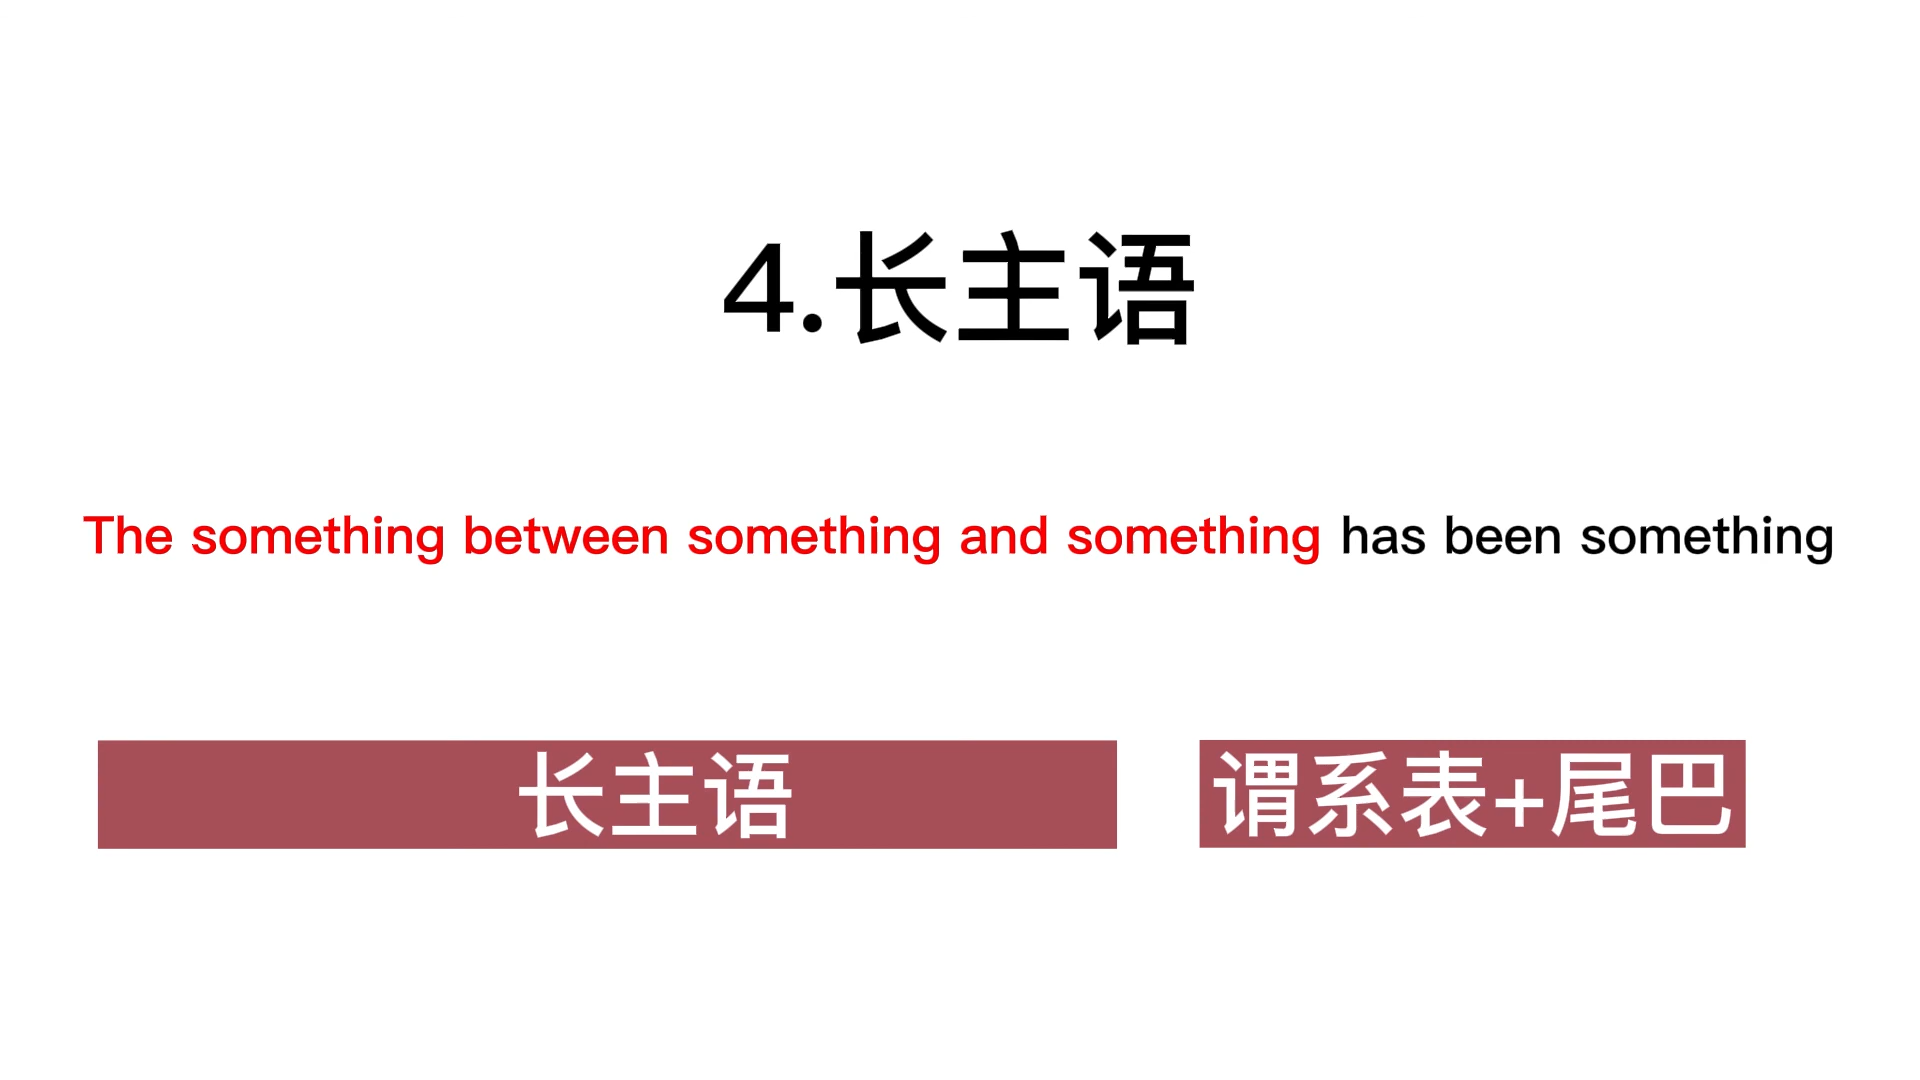 4.长主语
The something between something and something has been something
长主语
谓系表+尾巴